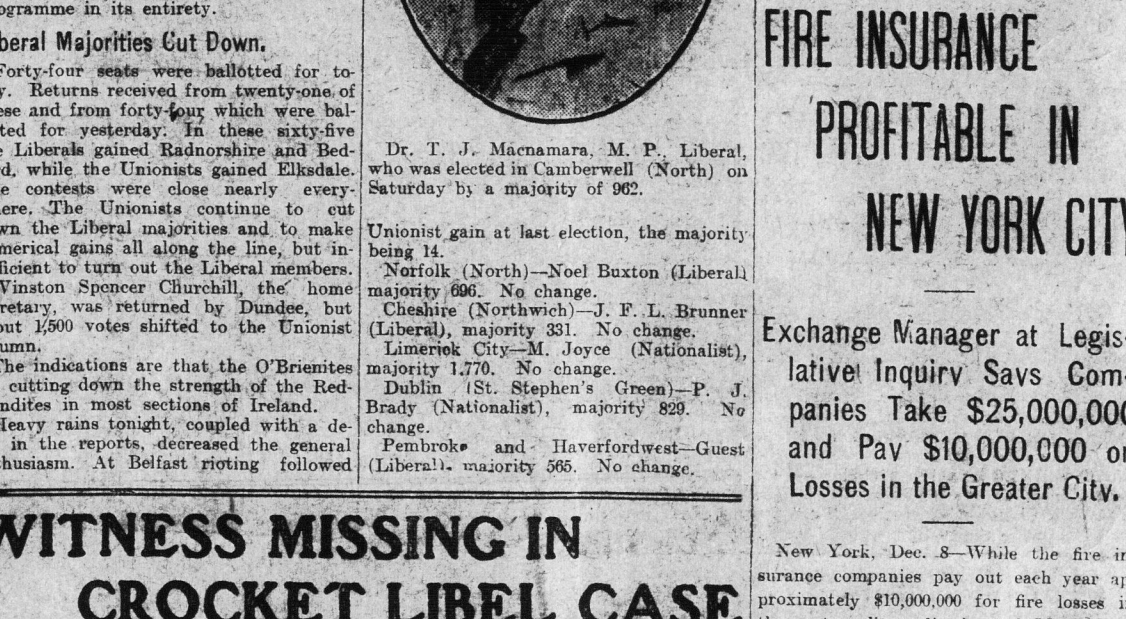 ogramme in its entirety.
beral Majorities Cut Down.
Forty-four seats were ballotted for to-
y. Returns received from twenty-one of
ese and from forty-four which were bal-
ted for yesterday. In these sixty-five
e Liberals gained Radnorshire and Bed-
d, while the Unionists gained Elksdale.
e contests were close nearly every-
ere. The Unionists continue to cut
wn the Liberal majorities and to make
merical gains all along the line, but in-
ficient to turn out the Liberal members.
Winston Spencer Churchill, the home
retary, was returned by Dundee, but
out 1,500 votes shifted to the Unionist
umn.
The indications are that the O'Brienites
cutting down the strength of the Red-
ndites in most sections of Ireland.
Heavy rains tonight, coupled with a de-
in the reports, decreased the general
thusiasm. At Belfast rioting followed
Dr. T. J. Macnamara, M. P., Liberal,
who was elected in Camberwell (North) on
Saturday by a majority of 962.
Unionist gain at last election, the majority
being 14.
Norfolk (North)—Noel Buxton (Liberal)
majority 696. No change.
Cheshire (Northwich)—J. F. L. Brunner
(Liberal), majority 331. No change.
Limerick City—M. Joyce (Nationalist),
majority 1,770. No change.
Dublin (St. Stephen's Green)—P. J.
Brady (Nationalist), majority 829. No
change.
Pembroke and Haverfordwest—Guest
(Liberal), majority 565. No change.
WITNESS MISSING IN
CROCKET LIBEL CASE
FIRE INSURANCE
PROFITABLE IN
NEW YORK CITY
Exchange Manager at Legis-
lative Inquiry Says Com-
panies Take $25,000,000
and Pay $10,000,000 on
Losses in the Greater City.
New York, Dec. 8—While the fire in
surance companies pay out each year ap
proximately $10,000,000 for fire losses i